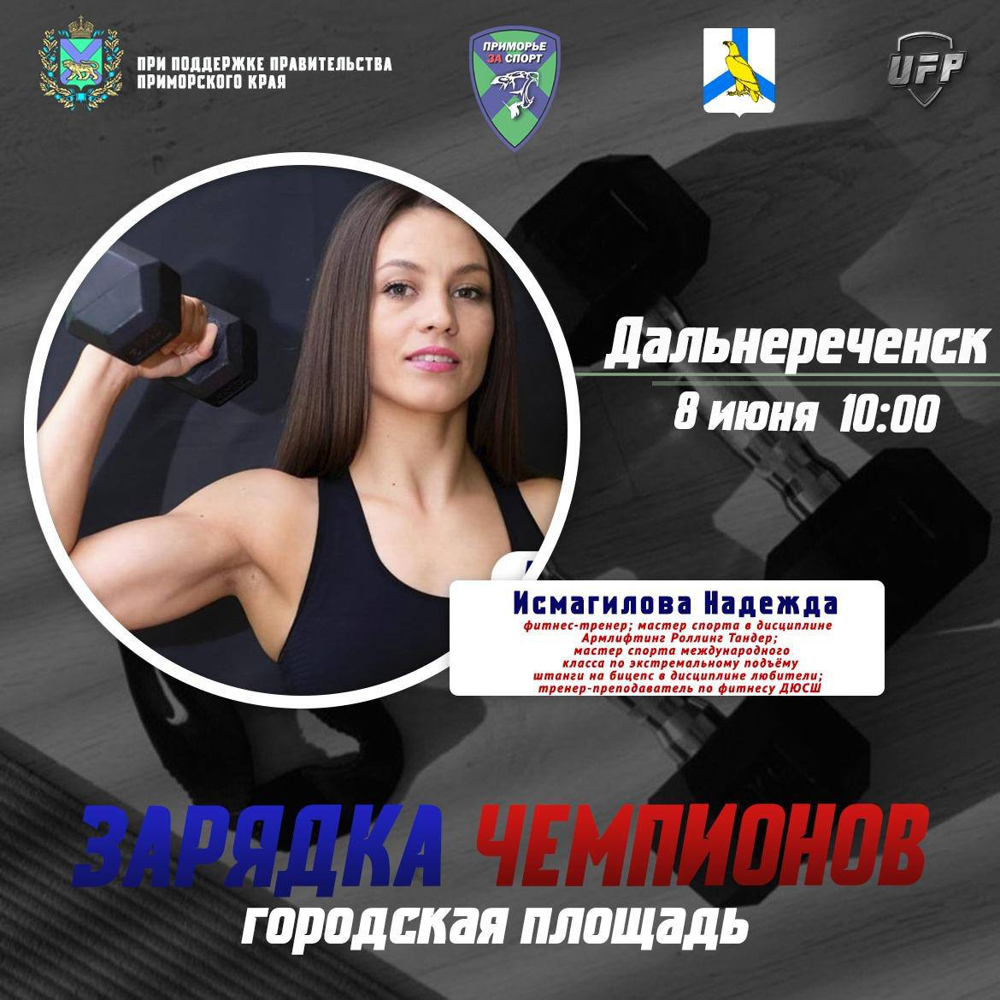 ПРИ ПОДДЕРЖКЕ ПРАВИТЕЛЬСТВА
ПРИМОРСКОГО КРАЯ
ПРИМОРЬЕ
ЗА СПОРТ
UFP
Дальнереченск
8 июня 10:00
Исмагилова Надежда
фитнес-тренер; мастер спорта в дисциплине
Армлифтинг Роллинг Тандер;
мастер спорта международного
класса по экстремальному подъёму
штанги на бицепс в дисциплине любители;
тренер-преподаватель по фитнесу ДЮСШ
ЗАРЯДКА ЧЕМПИОНОВ
городская площадь